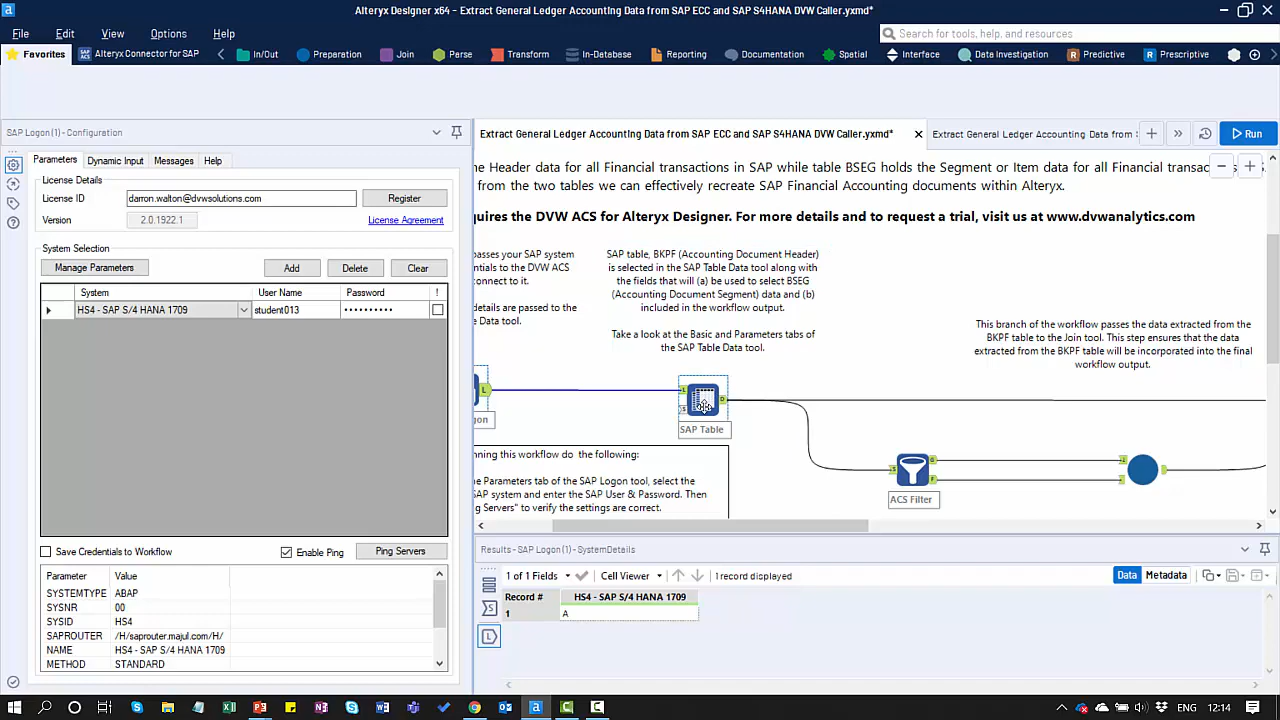 Alteryx Designer x64 - Extract General Ledger Accounting Data from SAP ECC and SAP S4HANA DVW Caller.yxmd*
File Edit View Options Help
Search for tools, help, and resources
Favorites Alteryx Connector for SAP In/Out Preparation Join Parse Transform In-Database Reporting Documentation Spatial Interface Data Investigation Predictive Prescriptive
SAP Logon (1) - Configuration
Extract General Ledger Accounting Data from SAP ECC and SAP S4HANA DVW Caller.yxmd*
Extract General Ledger Accounting Data from
Run
Parameters Dynamic Input Messages Help
License Details
License ID darron.walton@dvwsolutions.com Register
Version 2.0.1922.1 License Agreement
System Selection
Manage Parameters Add Delete Clear
System User Name Password !
HS4 - SAP S/4 HANA 1709 student013 ••••••••••
Save Credentials to Workflow Enable Ping Ping Servers
Parameter Value
SYSTEMTYPE ABAP
SYSNR 00
SYSID HS4
SAPROUTER /H/saprouter.majul.com/H/
NAME HS4 - SAP S/4 HANA 1709
METHOD STANDARD
e Header data for all Financial transactions in SAP while table BSEG holds the Segment or Item data for all Financial transac
from the two tables we can effectively recreate SAP Financial Accounting documents within Alteryx.
quires the DVW ACS for Alteryx Designer. For more details and to request a trial, visit us at www.dvwanalytics.com
passes your SAP system
entials to the DVW ACS
onnect to it.
details are passed to the
e Data tool.
SAP table, BKPF (Accounting Document Header)
is selected in the SAP Table Data tool along with
the fields that will (a) be used to select BSEG
(Accounting Document Segment) data and (b)
included in the workflow output.
Take a look at the Basic and Parameters tabs of
the SAP Table Data tool.
This branch of the workflow passes the data extracted from the
BKPF table to the Join tool. This step ensures that the data
extracted from the BKPF table will be incorporated into the final
workflow output.
L
gon
L
S
D
SAP Table
ACS Filter
nning this workflow do the following:
he Parameters tab of the SAP Logon tool, select the
SAP system and enter the SAP User & Password. Then
g Servers" to verify the settings are correct.
Results - SAP Logon (1) - SystemDetails
1 of 1 Fields Cell Viewer 1 record displayed Data Metadata
Record # HS4 - SAP S/4 HANA 1709
1 A
12:14